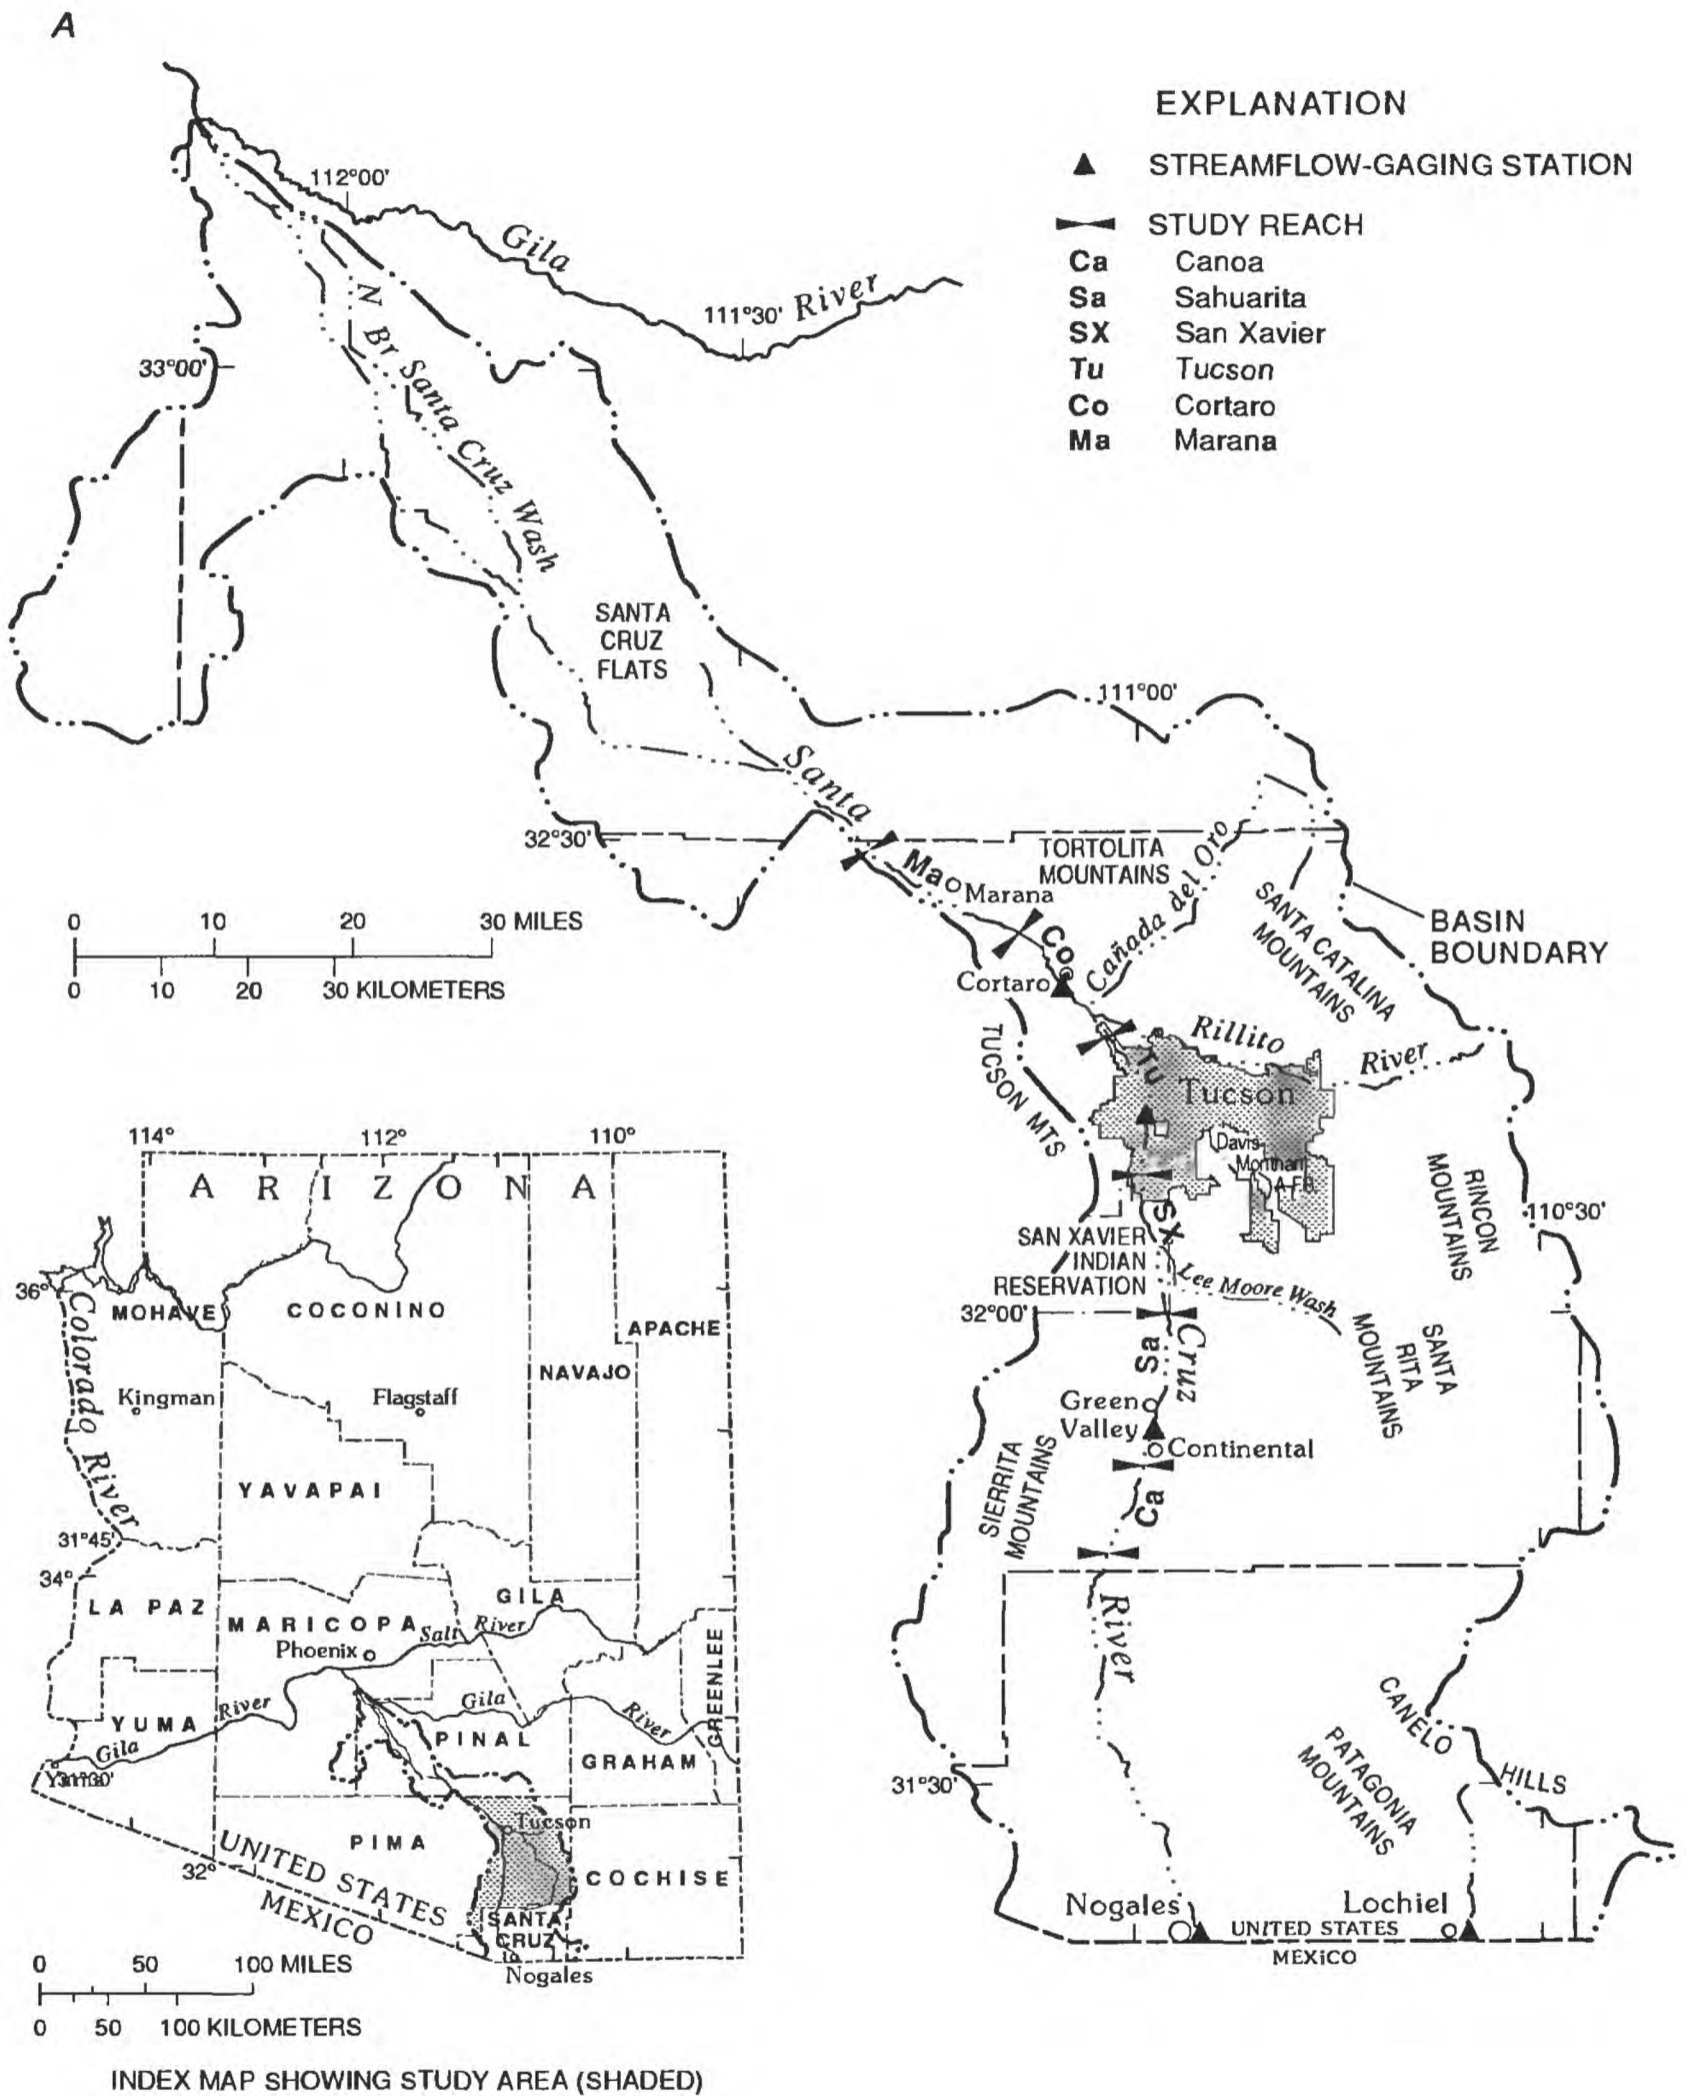 A
EXPLANATION
STREAMFLOW-GAGING STATION
STUDY REACH
Ca Canoa
Sa Sahuarita
SX San Xavier
Tu Tucson
Co Cortaro
Ma Marana
112°00'
Gila
River
111°30'
33°00'
N Br Santa Cruz Wash
SANTA
CRUZ
FLATS
111°00'
Santa
32°30'
TORTOLITA
MOUNTAINS
Ma
Marana
Cañada del Oro
SANTA CATALINA
MOUNTAINS
BASIN
BOUNDARY
0 10 20 30 MILES
0 10 20 30 KILOMETERS
Co
Cortaro
TUCSON MTS
Rillito
River
Tu
Tucson
Davis-
Monthan
A.F.B.
RINCON
MOUNTAINS
110°30'
SX
SAN XAVIER
INDIAN
RESERVATION
Lee Moore Wash
32°00'
Sa
Cruz
SANTA
RITA
MOUNTAINS
Green
Valley
Continental
SIERRITA
MOUNTAINS
Ca
River
CANELO
HILLS
PATAGONIA
MOUNTAINS
31°30'
Nogales
Lochiel
UNITED STATES
MEXICO
114°
112°
110°
ARIZONA
36°
Colorado River
MOHAVE
COCONINO
APACHE
NAVAJO
Kingman
Flagstaff
YAVAPAI
31°45'
34°
LA PAZ
GILA
MARICOPA
Salt River
Phoenix
GREENLEE
YUMA
Gila River
Gila River
PINAL
GRAHAM
31°30'
Tucson
PIMA
UNITED STATES
32°
MEXICO
COCHISE
SANTA
CRUZ
Nogales
0 50 100 MILES
0 50 100 KILOMETERS
INDEX MAP SHOWING STUDY AREA (SHADED)